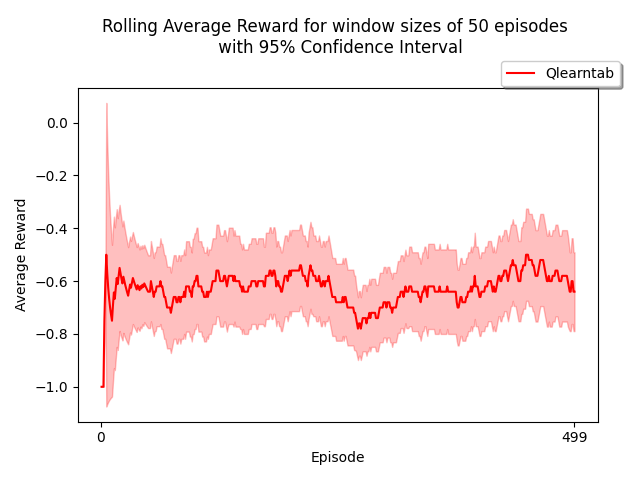 Rolling Average Reward for window sizes of 50 episodes
with 95% Confidence Interval
Qlearntab
0.0
−0.2
−0.4
−0.6
−0.8
−1.0
Average Reward
0
499
Episode